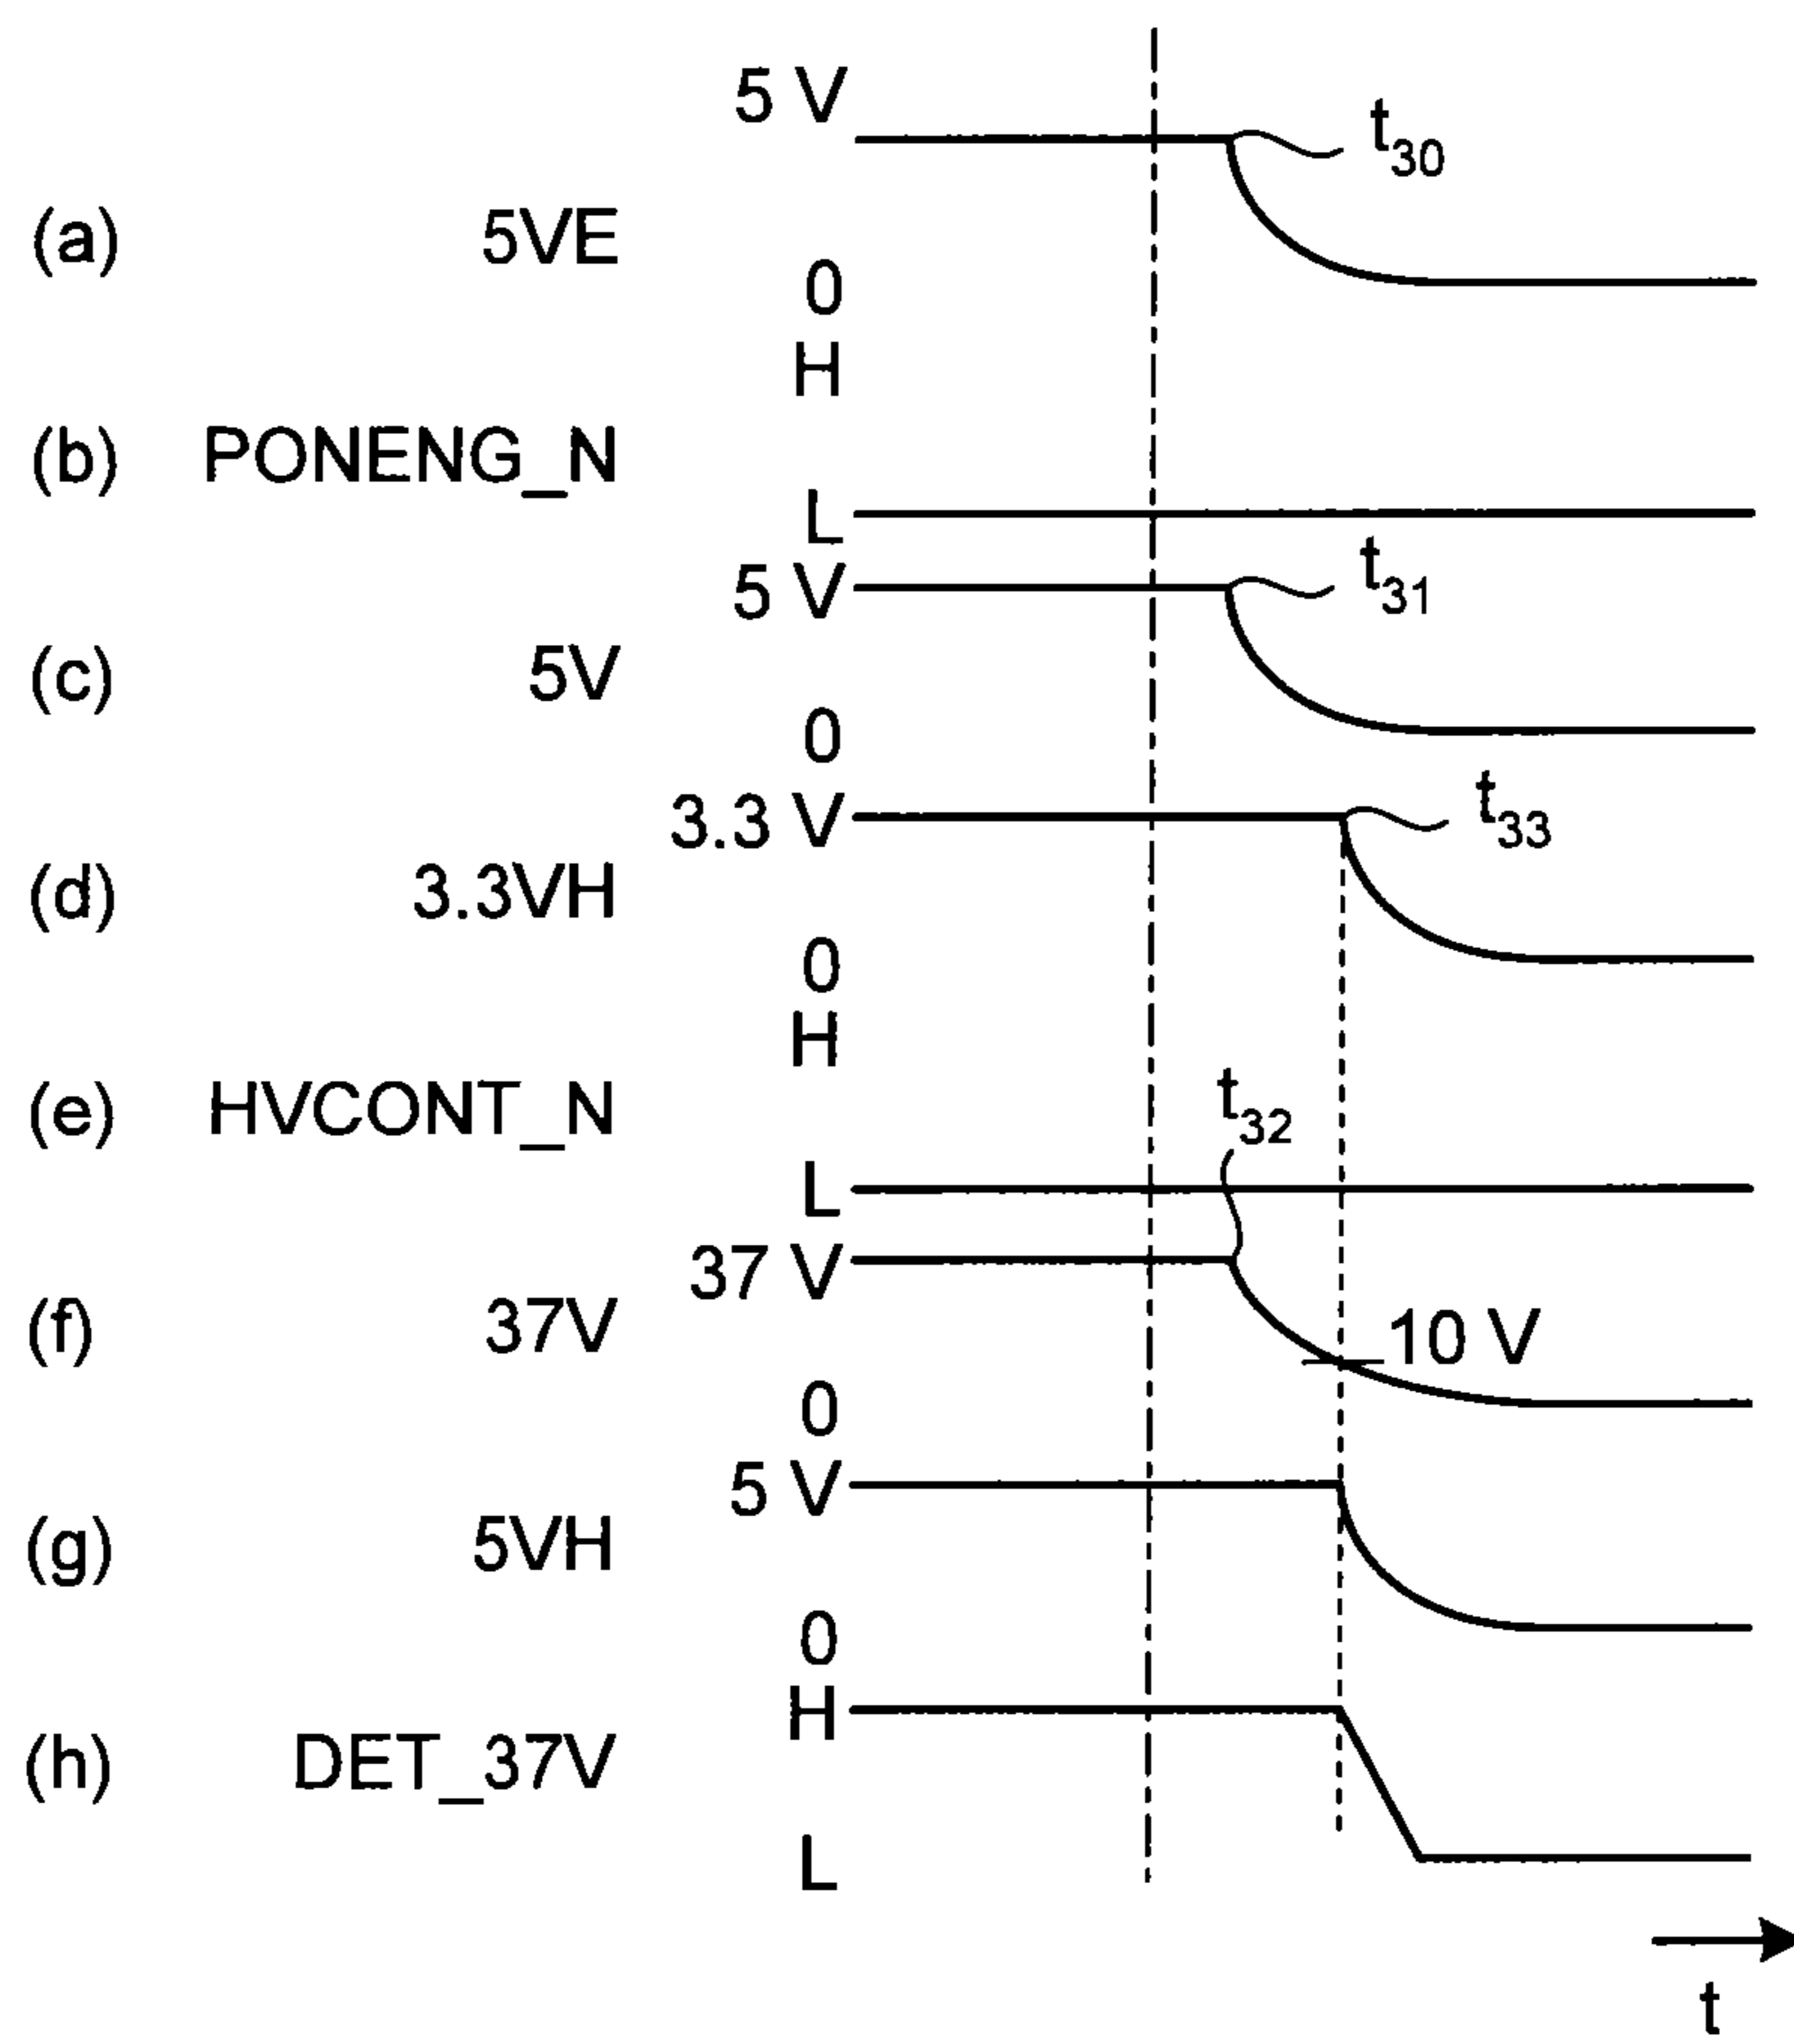 5 V
t30
(a) 5VE
0
H
(b) PONENG_N
L
t31
5 V
(c) 5V
0
3.3 V
t33
(d) 3.3VH
0
H
t32
(e) HVCONT_N
L
37 V
(f) 37V
10 V
0
5 V
(g) 5VH
0
H
(h) DET_37V
L
t